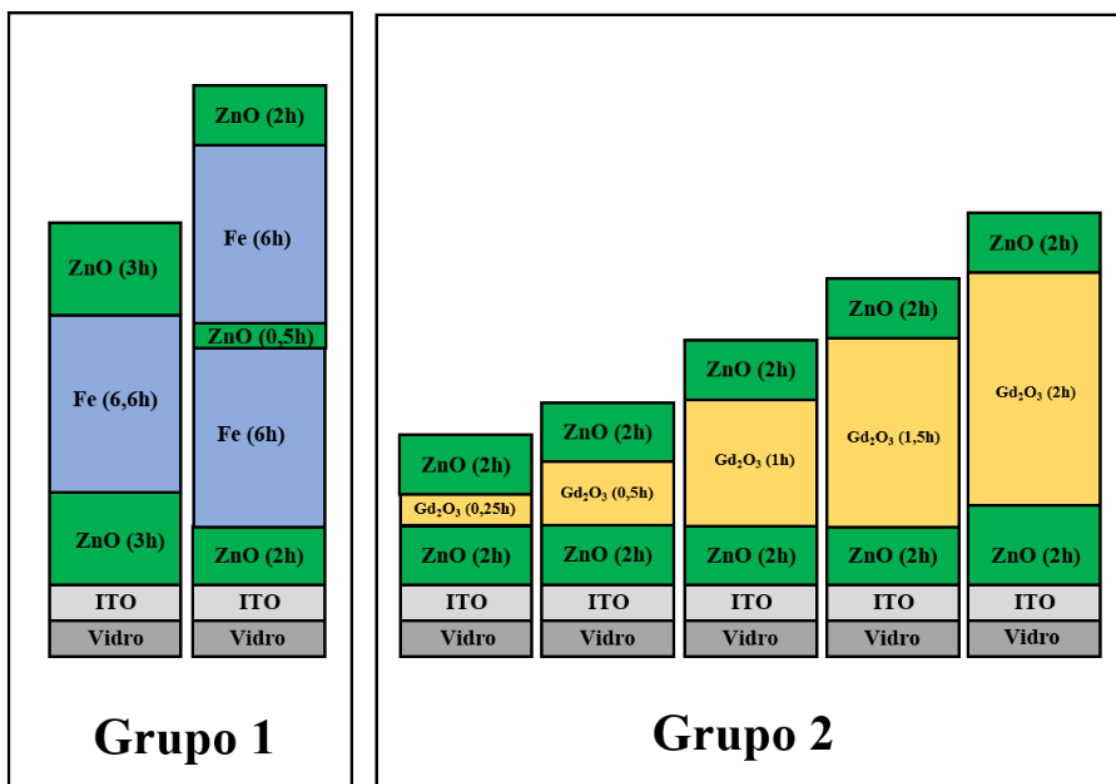 ZnO (3h)
Fe (6,6h)
ZnO (3h)
ITO
Vidro
ZnO (2h)
Fe (6h)
ZnO (0,5h)
Fe (6h)
ZnO (2h)
ITO
Vidro
Grupo 1
ZnO (2h)
Gd₂O₃ (0,25h)
ZnO (2h)
ITO
Vidro
ZnO (2h)
Gd₂O₃ (0,5h)
ZnO (2h)
ITO
Vidro
ZnO (2h)
Gd₂O₃ (1h)
ZnO (2h)
ITO
Vidro
ZnO (2h)
Gd₂O₃ (1,5h)
ZnO (2h)
ITO
Vidro
ZnO (2h)
Gd₂O₃ (2h)
ZnO (2h)
ITO
Vidro
Grupo 2